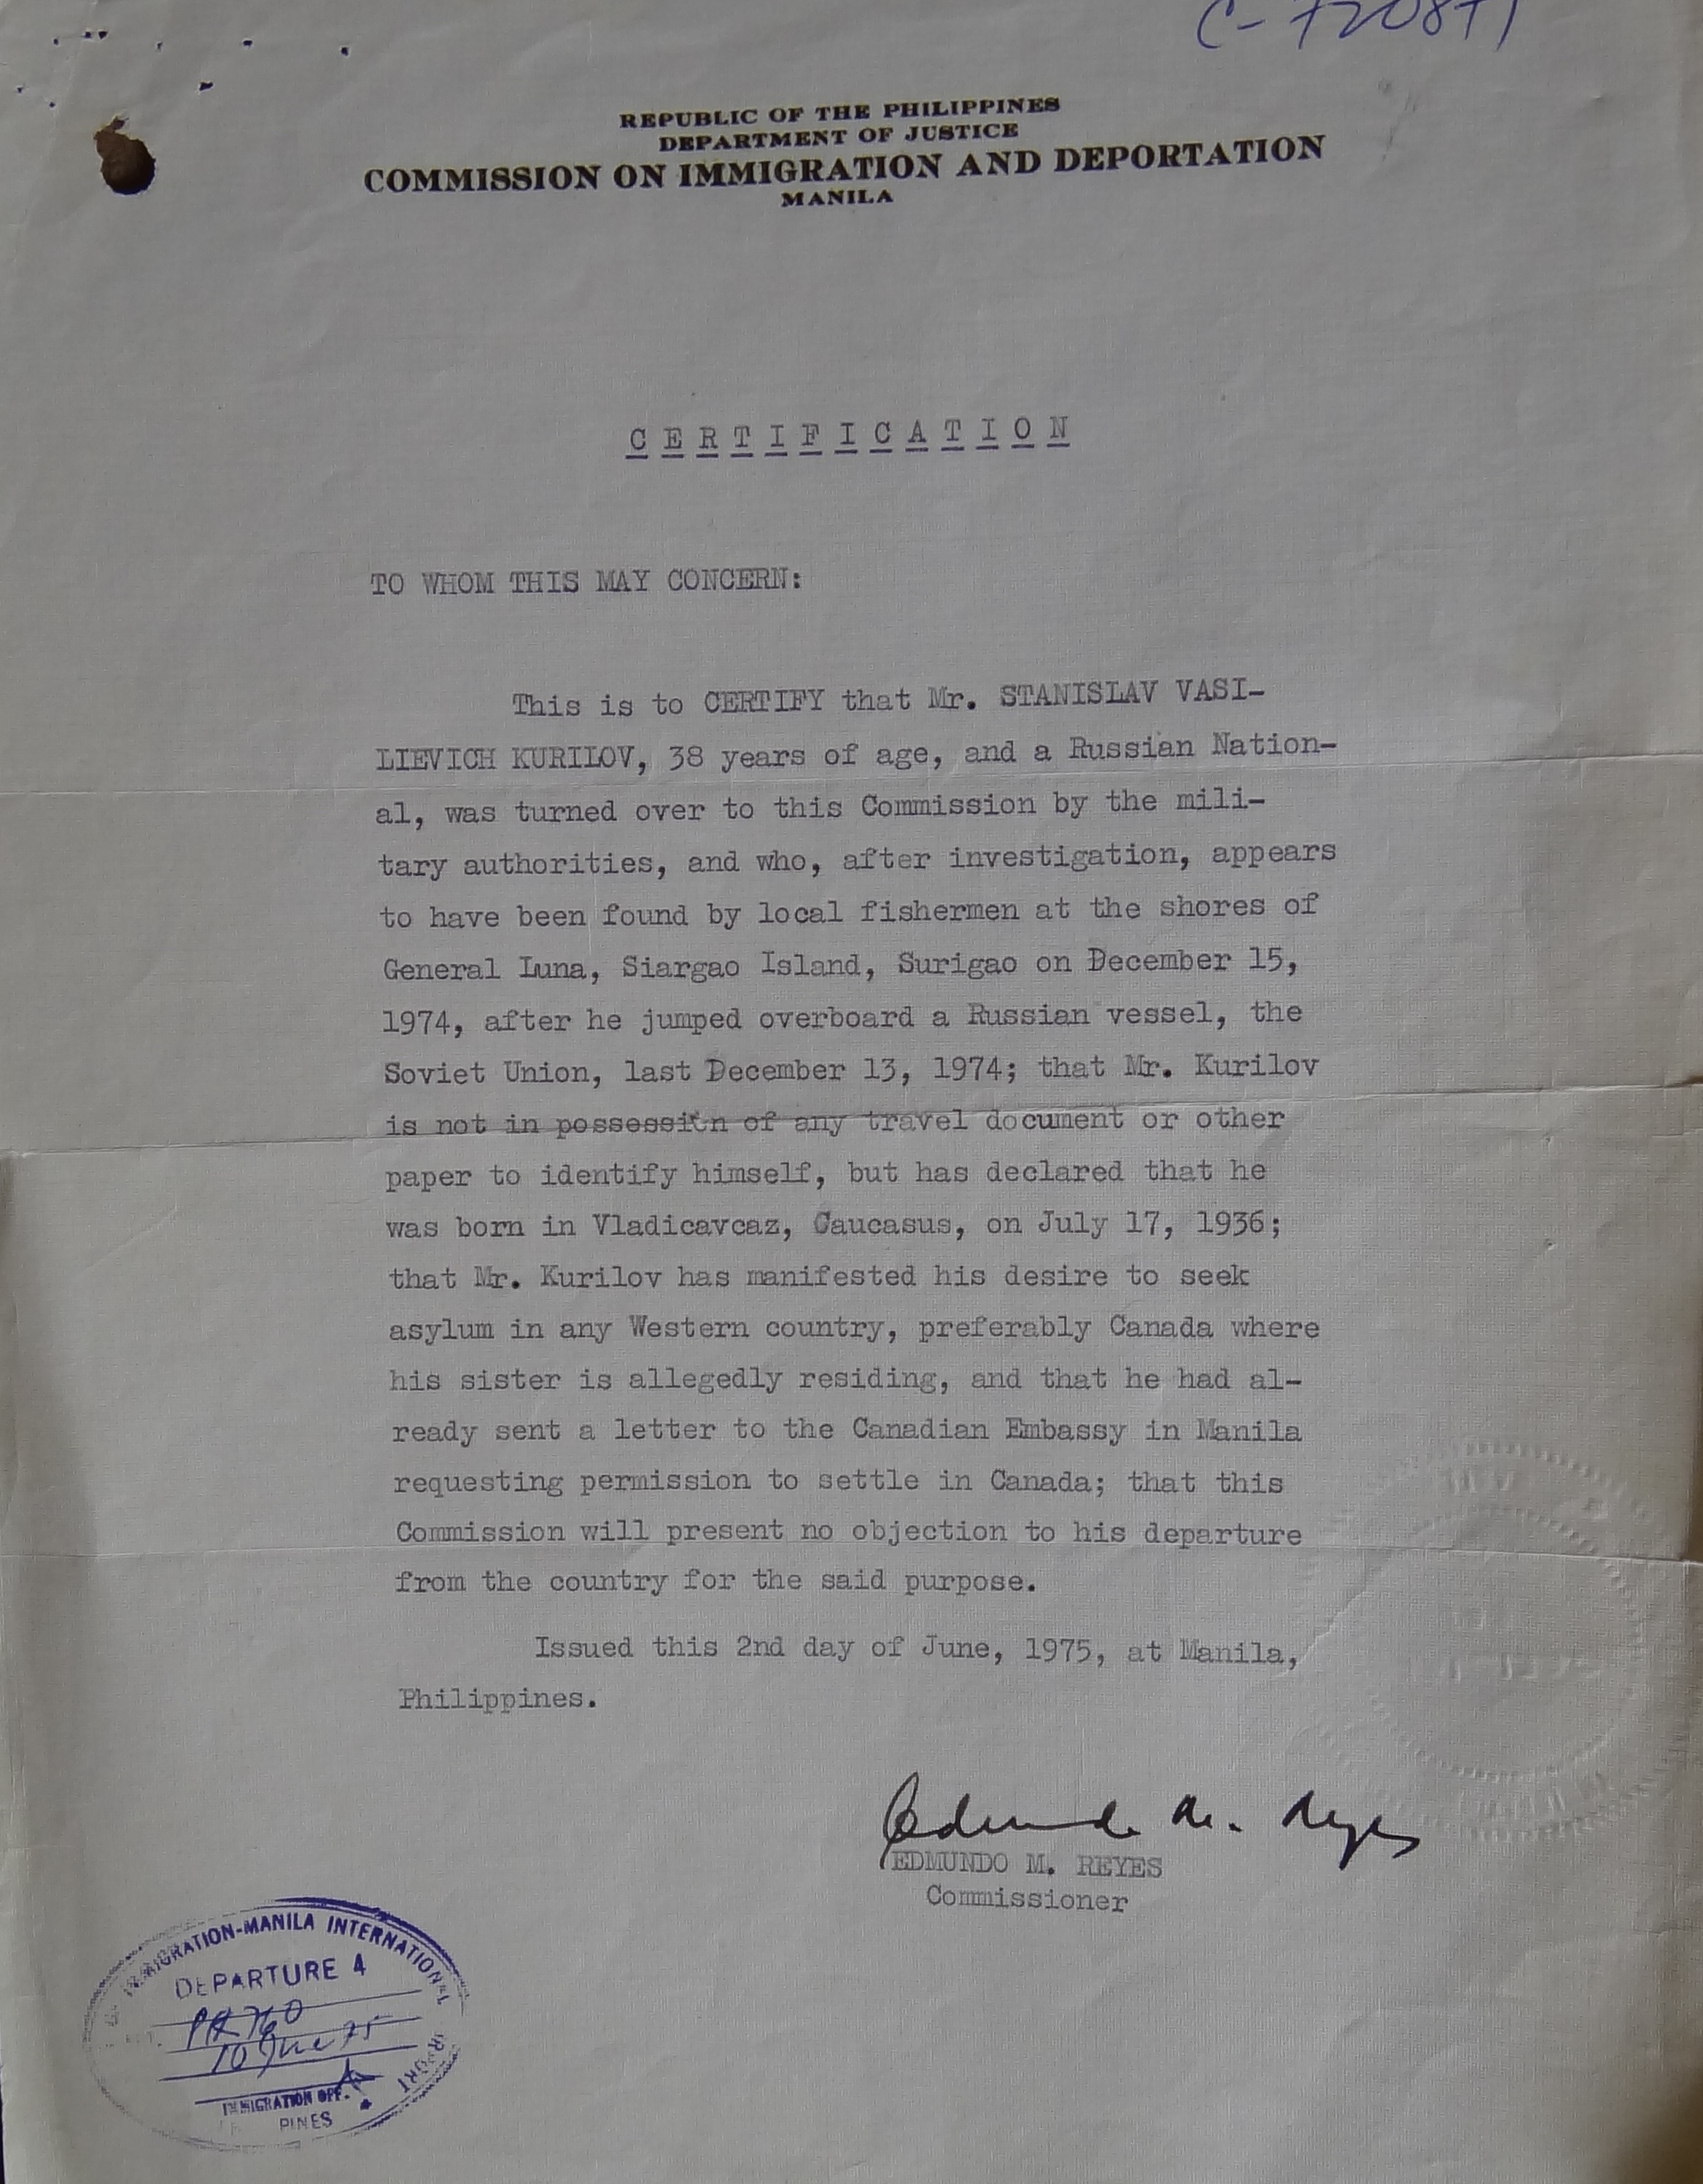 C-720871
REPUBLIC OF THE PHILIPPINES
DEPARTMENT OF JUSTICE
COMMISSION ON IMMIGRATION AND DEPORTATION
MANILA
CERTIFICATION
TO WHOM THIS MAY CONCERN:
This is to CERTIFY that Mr. STANISLAV VASI-
LIEVICH KURILOV, 38 years of age, and a Russian Nation-
al, was turned over to this Commission by the mili-
tary authorities, and who, after investigation, appears
to have been found by local fishermen at the shores of
General Luna, Siargao Island, Surigao on December 15,
1974, after he jumped overboard a Russian vessel, the
Soviet Union, last December 13, 1974; that Mr. Kurilov
is not in possession of any travel document or other
paper to identify himself, but has declared that he
was born in Vladicavcaz, Caucasus, on July 17, 1936;
that Mr. Kurilov has manifested his desire to seek
asylum in any Western country, preferably Canada where
his sister is allegedly residing, and that he had al-
ready sent a letter to the Canadian Embassy in Manila
requesting permission to settle in Canada; that this
Commission will present no objection to his departure
from the country for the said purpose.
Issued this 2nd day of June, 1975, at Manila,
Philippines.
Edmundo M. Reyes
EDMUNDO M. REYES
Commissioner
IMMIGRATION-MANILA INTERNATIONAL
DEPARTURE 4
PR 760
10 June 75
IMMIGRATION OFF.
PINES